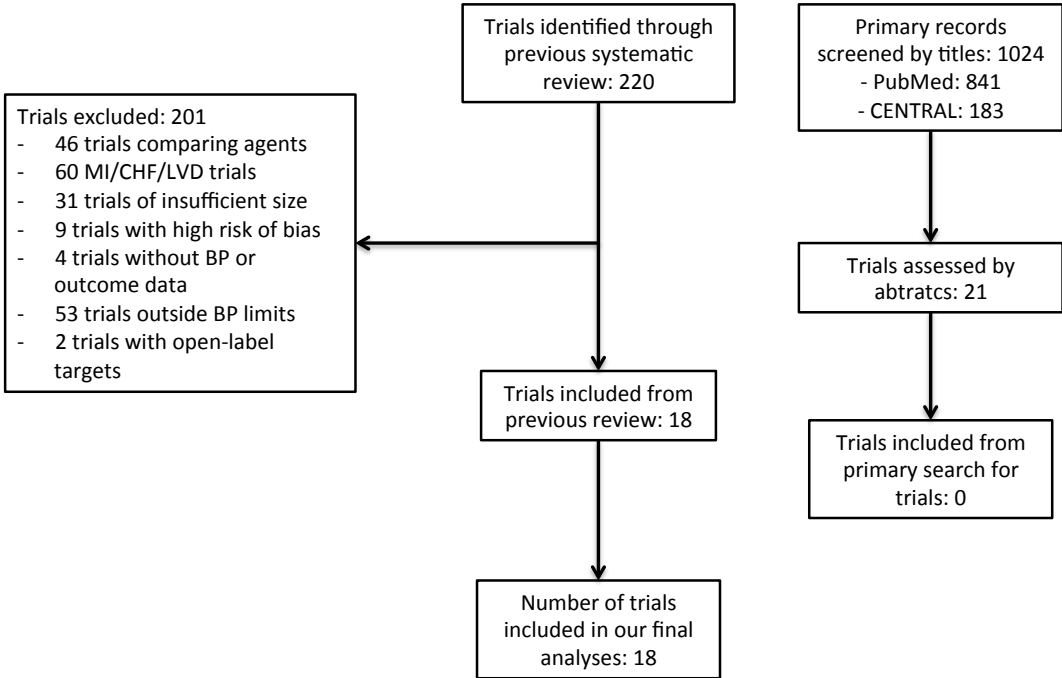 Trials identified through
previous systematic
review: 220
Primary records
screened by titles: 1024
- PubMed: 841
- CENTRAL: 183
Trials excluded: 201
- 46 trials comparing agents
- 60 MI/CHF/LVD trials
- 31 trials of insufficient size
- 9 trials with high risk of bias
- 4 trials without BP or
outcome data
- 53 trials outside BP limits
- 2 trials with open-label
targets
Trials assessed by
abtratcs: 21
Trials included from
previous review: 18
Trials included from
primary search for
trials: 0
Number of trials
included in our final
analyses: 18